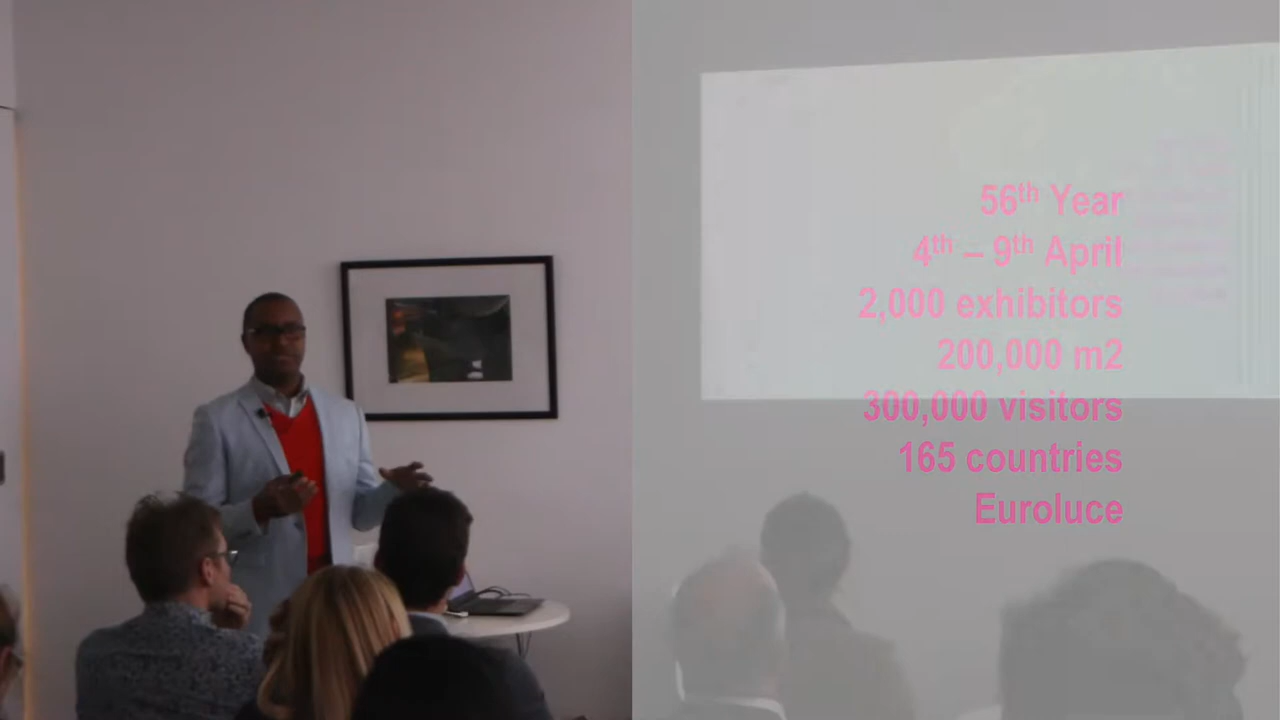 56th Year
4th – 9th April
2,000 exhibitors
200,000 m2
300,000 visitors
165 countries
Euroluce